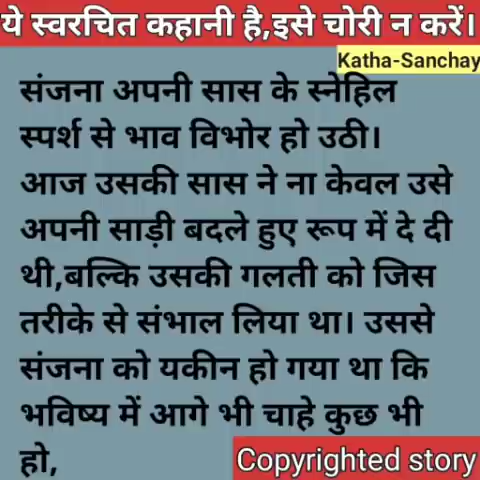 ये स्वरचित कहानी है,इसे चोरी न करें।
Katha-Sanchay
संजना अपनी सास के स्नेहिल
स्पर्श से भाव विभोर हो उठी।
आज उसकी सास ने ना केवल उसे
अपनी साड़ी बदले हुए रूप में दे दी
थी,बल्कि उसकी गलती को जिस
तरीके से संभाल लिया था। उससे
संजना को यकीन हो गया था कि
भविष्य में आगे भी चाहे कुछ भी
हो,
Copyrighted story